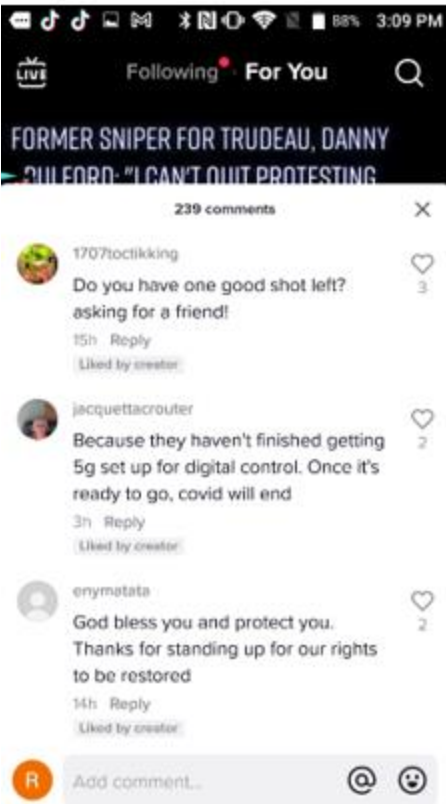 88% 3:09 PM
LIVE Following For You
FORMER SNIPER FOR TRUDEAU, DANNY
BULFORD: "I CAN'T QUIT PROTESTING
239 comments
1707toctikking
Do you have one good shot left?
asking for a friend!
3
15h Reply
Liked by creator
jacquettacrouter
Because they haven't finished getting
5g set up for digital control. Once it's
ready to go, covid will end
2
3h Reply
Liked by creator
enymatata
God bless you and protect you.
Thanks for standing up for our rights
to be restored
2
14h Reply
Liked by creator
R Add comment...